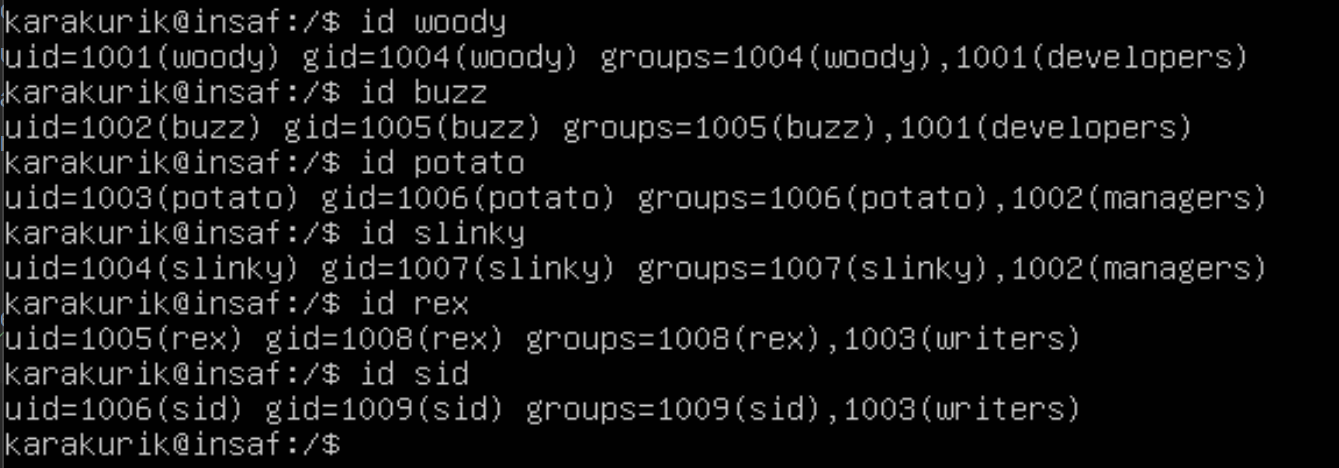 karakurik@insaf:/$ id woody
uid=1001(woody) gid=1004(woody) groups=1004(woody),1001(developers)
karakurik@insaf:/$ id buzz
uid=1002(buzz) gid=1005(buzz) groups=1005(buzz),1001(developers)
karakurik@insaf:/$ id potato
uid=1003(potato) gid=1006(potato) groups=1006(potato),1002(managers)
karakurik@insaf:/$ id slinky
uid=1004(slinky) gid=1007(slinky) groups=1007(slinky),1002(managers)
karakurik@insaf:/$ id rex
uid=1005(rex) gid=1008(rex) groups=1008(rex),1003(writers)
karakurik@insaf:/$ id sid
uid=1006(sid) gid=1009(sid) groups=1009(sid),1003(writers)
karakurik@insaf:/$